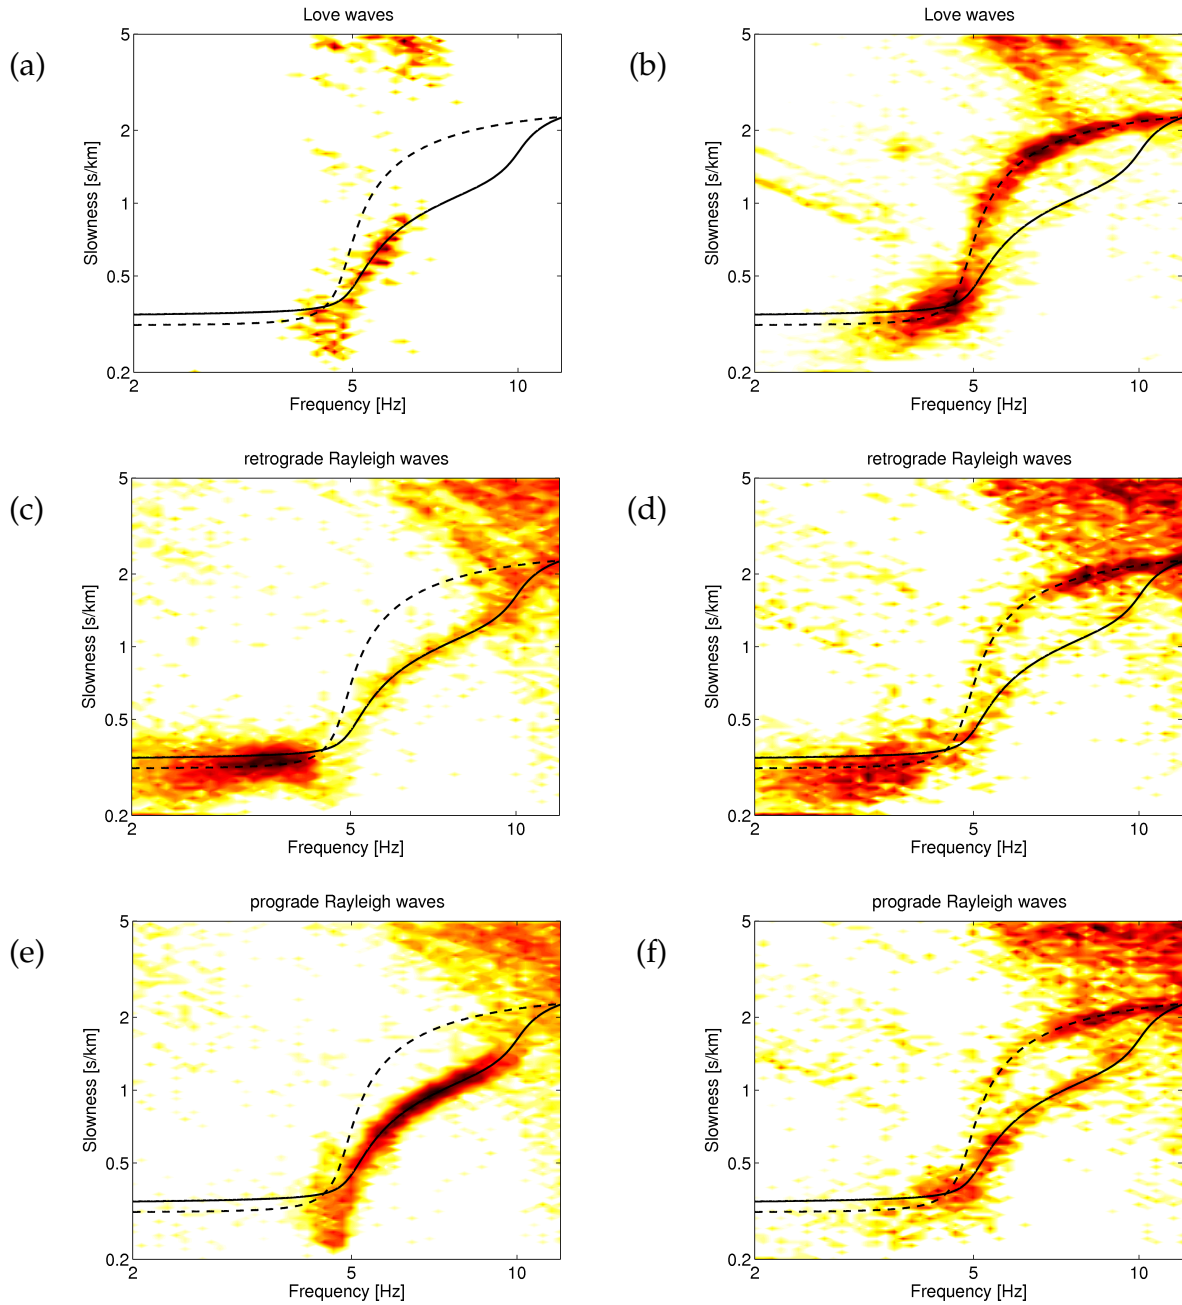 Love waves
(a)
Slowness [s/km]
5
2
1
0.5
0.2
2 5 10
Frequency [Hz]
Love waves
(b)
Slowness [s/km]
5
2
1
0.5
0.2
2 5 10
Frequency [Hz]
retrograde Rayleigh waves
(c)
Slowness [s/km]
5
2
1
0.5
0.2
2 5 10
Frequency [Hz]
retrograde Rayleigh waves
(d)
Slowness [s/km]
5
2
1
0.5
0.2
2 5 10
Frequency [Hz]
prograde Rayleigh waves
(e)
Slowness [s/km]
5
2
1
0.5
0.2
2 5 10
Frequency [Hz]
prograde Rayleigh waves
(f)
Slowness [s/km]
5
2
1
0.5
0.2
2 5 10
Frequency [Hz]